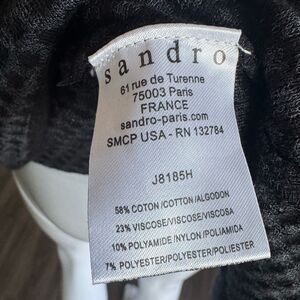 sandro
61 rue de Turenne
75003 Paris
FRANCE
sandro-paris.com
SMCP USA - RN 132784
J8185H
58% COTON/COTTON/ALGODON
23% VISCOSE/VISCOSE/VISCOSA
10% POLYAMIDE/NYLON/POLIAMIDA
7% POLYESTER/POLYESTER/POLIESTER